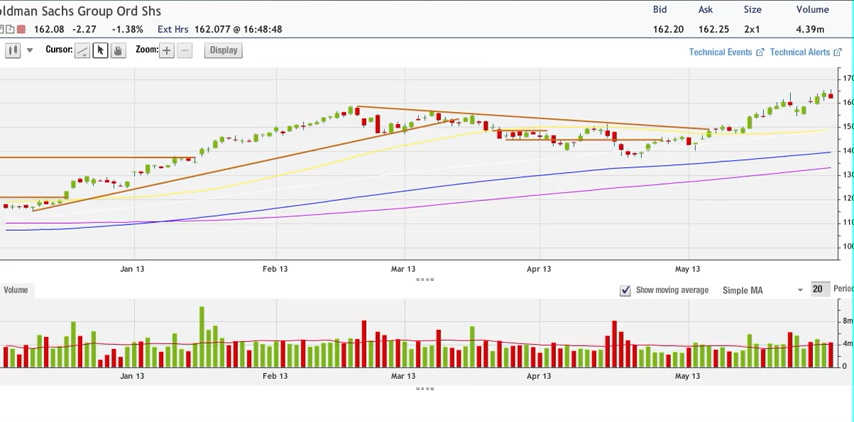 oldman Sachs Group Ord Shs
Bid Ask Size Volume
162.08 -2.27 -1.38% Ext Hrs 162.077 @ 16:48:48 162.20 162.25 2x1 4.39m
Cursor: Zoom: + − Display Technical Events Technical Alerts
170
160
150
140
130
120
110
100
Jan 13 Feb 13 Mar 13 Apr 13 May 13
Volume Show moving average Simple MA 20 Perio
8m
4m
0
Jan 13 Feb 13 Mar 13 Apr 13 May 13